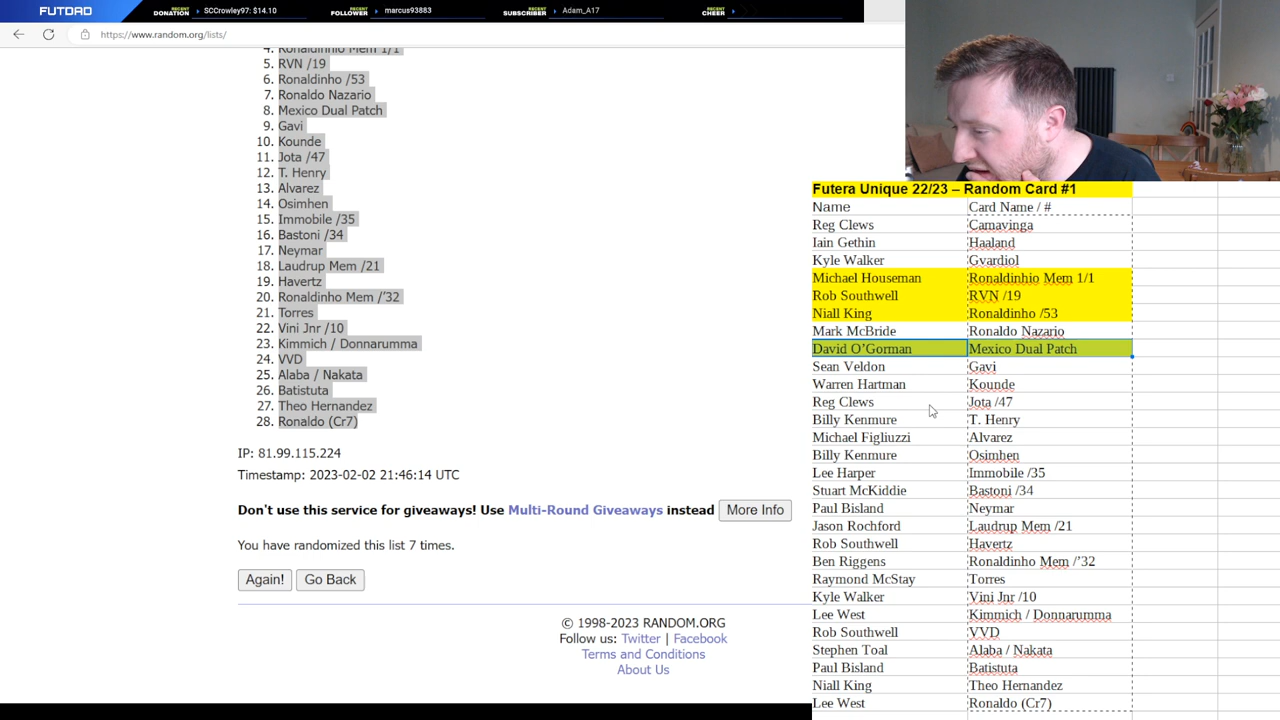 FUTDAD
RECENT DONATION SCCrowley97: $14.10
RECENT FOLLOWER marcus93883
RECENT SUBSCRIBER Adam_A17
RECENT CHEER
https://www.random.org/lists/
4. Ronaldinhio Mem 1/1
5. RVN /19
6. Ronaldinho /53
7. Ronaldo Nazario
8. Mexico Dual Patch
9. Gavi
10. Kounde
11. Jota /47
12. T. Henry
13. Alvarez
14. Osimhen
15. Immobile /35
16. Bastoni /34
17. Neymar
18. Laudrup Mem /21
19. Havertz
20. Ronaldinho Mem /'32
21. Torres
22. Vini Jnr /10
23. Kimmich / Donnarumma
24. VVD
25. Alaba / Nakata
26. Batistuta
27. Theo Hernandez
28. Ronaldo (Cr7)
IP: 81.99.115.224
Timestamp: 2023-02-02 21:46:14 UTC
Don't use this service for giveaways! Use Multi-Round Giveaways instead More Info
You have randomized this list 7 times.
Again! Go Back
© 1998-2023 RANDOM.ORG
Follow us: Twitter | Facebook
Terms and Conditions
About Us
Futera Unique 22/23 – Random Card #1
Name Card Name / #
Reg Clews Camavinga
Iain Gethin Haaland
Kyle Walker Gvardiol
Michael Houseman Ronaldinhio Mem 1/1
Rob Southwell RVN /19
Niall King Ronaldinho /53
Mark McBride Ronaldo Nazario
David O’Gorman Mexico Dual Patch
Sean Veldon Gavi
Warren Hartman Kounde
Reg Clews Jota /47
Billy Kenmure T. Henry
Michael Figliuzzi Alvarez
Billy Kenmure Osimhen
Lee Harper Immobile /35
Stuart McKiddie Bastoni /34
Paul Bisland Neymar
Jason Rochford Laudrup Mem /21
Rob Southwell Havertz
Ben Riggens Ronaldinho Mem /’32
Raymond McStay Torres
Kyle Walker Vini Jnr /10
Lee West Kimmich / Donnarumma
Rob Southwell VVD
Stephen Toal Alaba / Nakata
Paul Bisland Batistuta
Niall King Theo Hernandez
Lee West Ronaldo (Cr7)